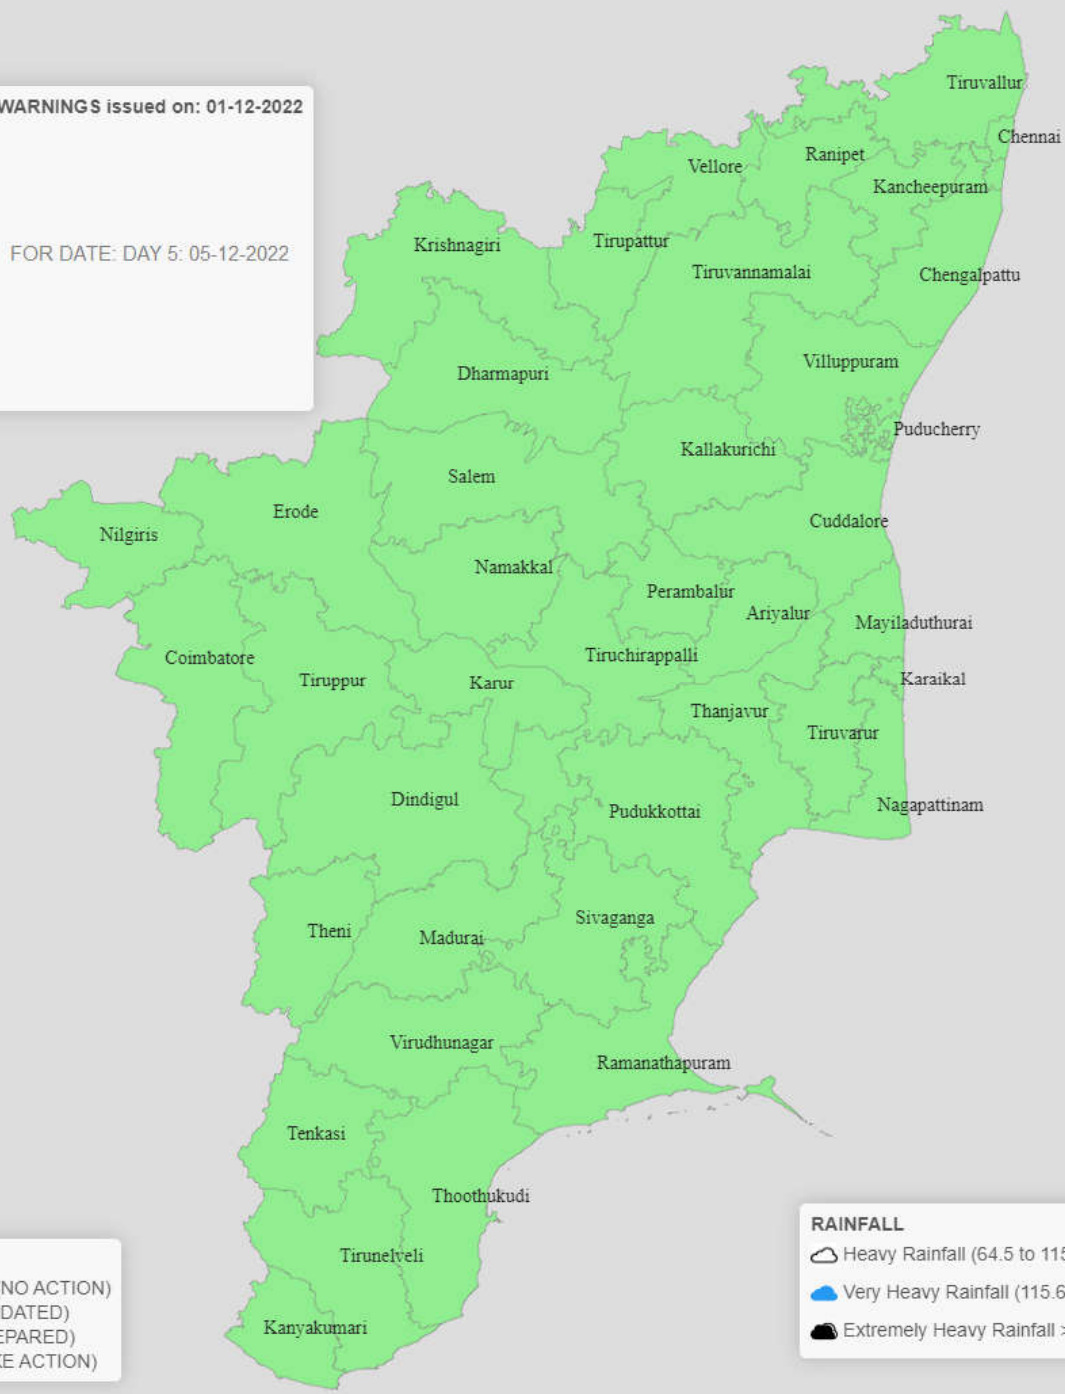 WARNINGS issued on: 01-12-2022
FOR DATE: DAY 5: 05-12-2022
Tiruvallur
Chennai
Ranipet
Vellore
Kancheepuram
Krishnagiri
Tirupattur
Tiruvannamalai
Chengalpattu
Villuppuram
Dharmapuri
Puducherry
Kallakurichi
Salem
Erode
Cuddalore
Nilgiris
Namakkal
Perambalur
Ariyalur
Mayiladuthurai
Coimbatore
Tiruchirappalli
Tiruppur
Karur
Karaikal
Thanjavur
Tiruvarur
Dindigul
Pudukkottai
Nagapattinam
Sivaganga
Theni
Madurai
Virudhunagar
Ramanathapuram
Tenkasi
Thoothukudi
Tirunelveli
Kanyakumari
NO ACTION)
DATED)
EPARED)
KE ACTION)
RAINFALL
Heavy Rainfall (64.5 to 115
Very Heavy Rainfall (115.6
Extremely Heavy Rainfall >